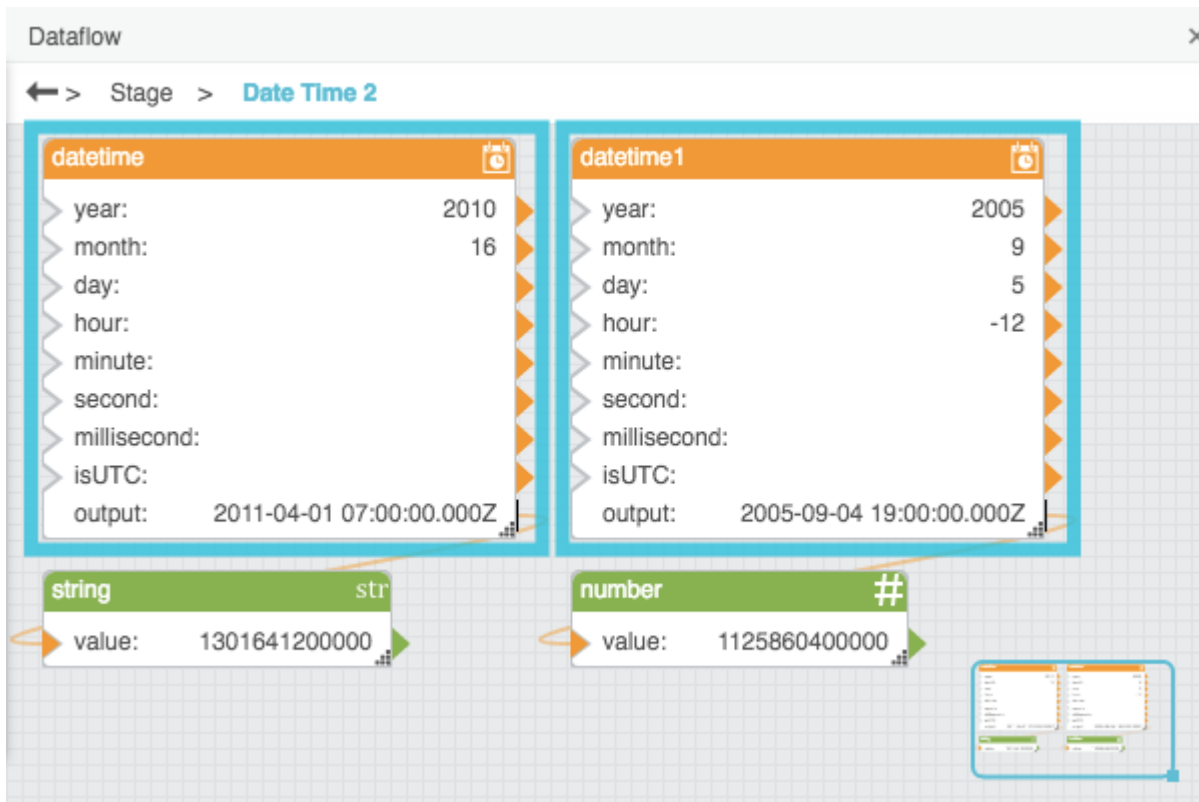 Dataflow ×
> Stage > Date Time 2
datetime
year: 2010
month: 16
day:
hour:
minute:
second:
millisecond:
isUTC:
output: 2011-04-01 07:00:00.000Z
datetime1
year: 2005
month: 9
day: 5
hour: -12
minute:
second:
millisecond:
isUTC:
output: 2005-09-04 19:00:00.000Z
string str
value: 1301641200000
number #
value: 1125860400000